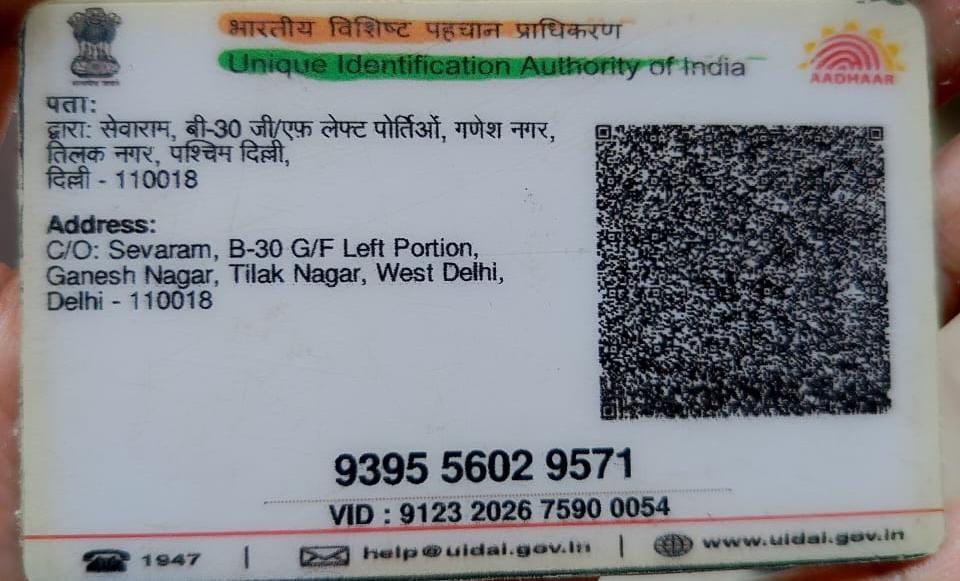 भारतीय विशिष्ट पहचान प्राधिकरण
Unique Identification Authority of India
AADHAAR
पता:
द्वारा: सेवाराम, बी-30 जी/एफ़ लेफ्ट पोर्तिओं, गणेश नगर,
तिलक नगर, पश्चिम दिल्ली,
दिल्ली - 110018
Address:
C/O: Sevaram, B-30 G/F Left Portion,
Ganesh Nagar, Tilak Nagar, West Delhi,
Delhi - 110018
9395 5602 9571
VID : 9123 2026 7590 0054
1947 | help@uidai.gov.in | www.uidai.gov.in